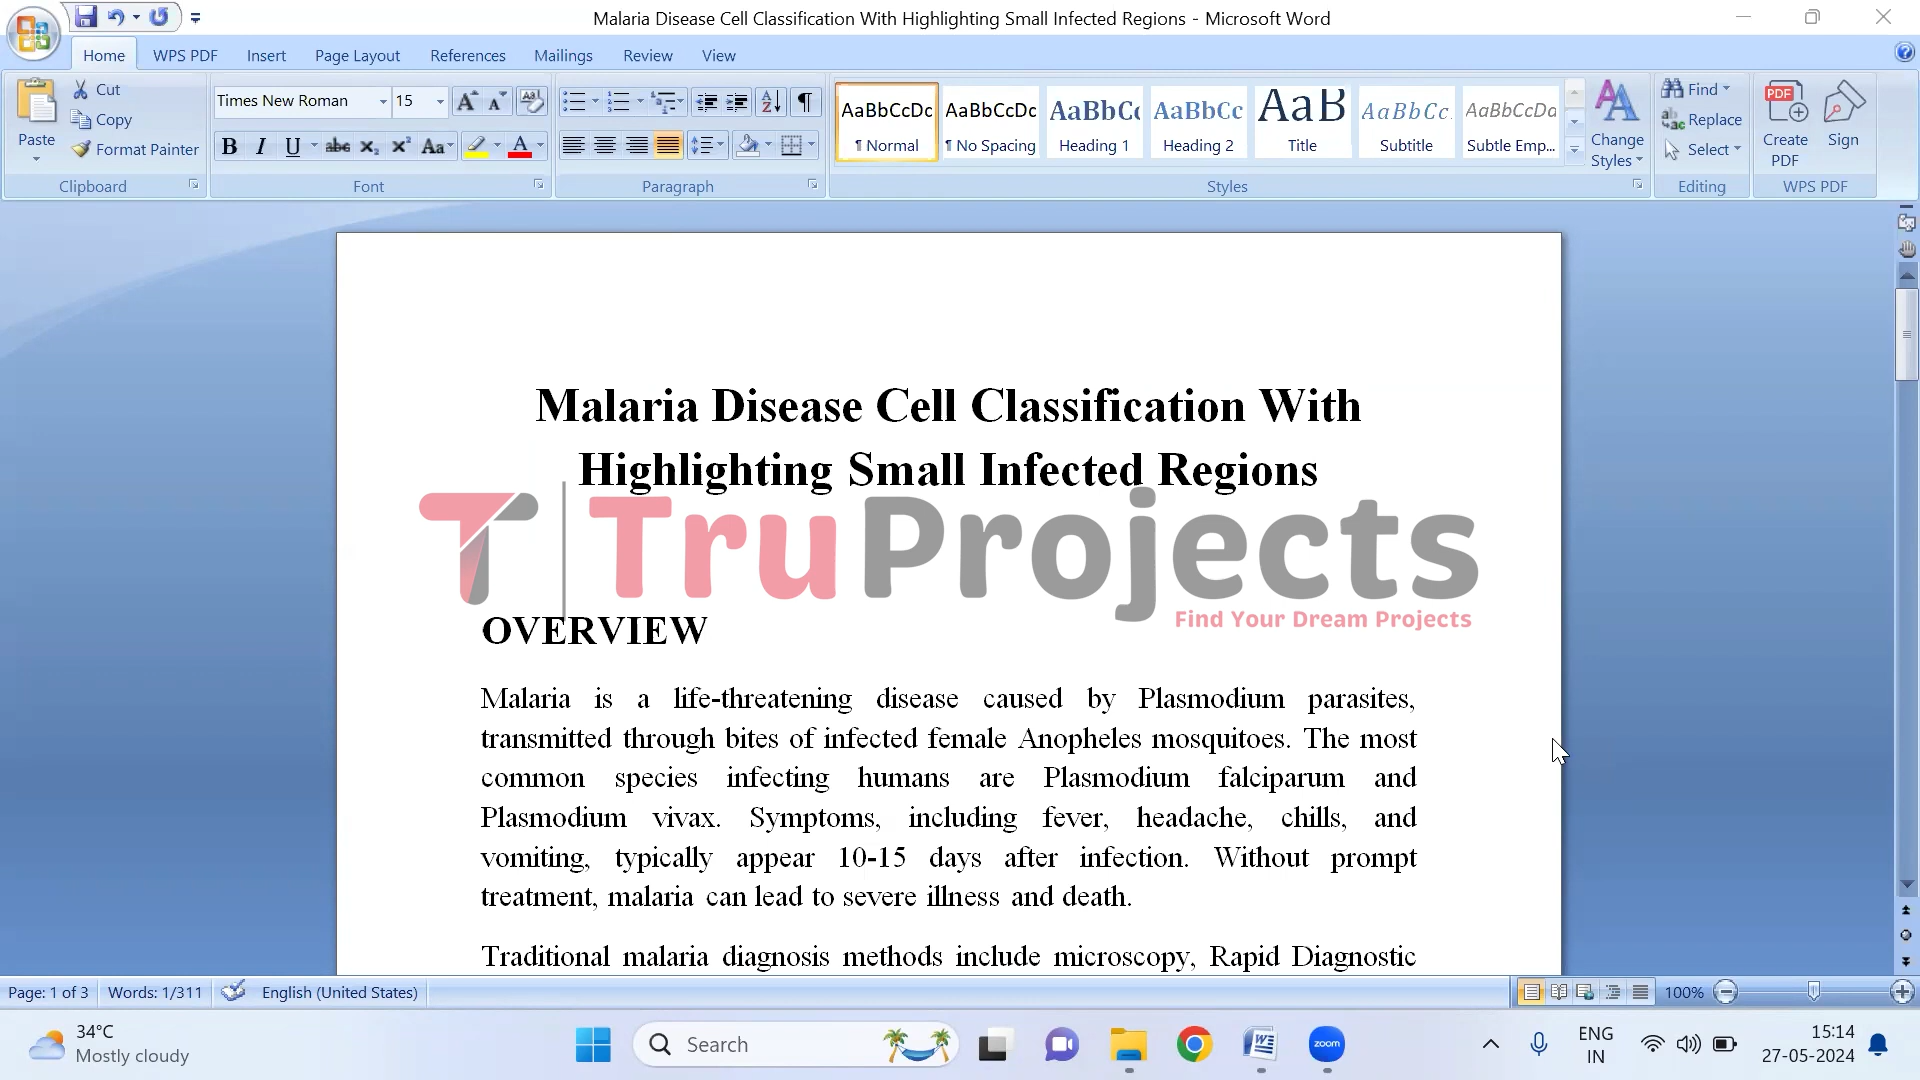 Malaria Disease Cell Classification With Highlighting Small Infected Regions - Microsoft Word
Home WPS PDF Insert Page Layout References Mailings Review View
Paste
Cut
Copy
Format Painter
Clipboard
Times New Roman 15
Font
Paragraph
AaBbCcDc AaBbCcDc AaBbCc AaBbCc AaB AaBbCc. AaBbCcDa
¶ Normal ¶ No Spacing Heading 1 Heading 2 Title Subtitle Subtle Emp...
Change Styles
Styles
Find
Replace
Select
Editing
Create PDF
Sign
WPS PDF
Malaria Disease Cell Classification With
Highlighting Small Infected Regions
TruProjects
Find Your Dream Projects
OVERVIEW
Malaria is a life-threatening disease caused by Plasmodium parasites,
transmitted through bites of infected female Anopheles mosquitoes. The most
common species infecting humans are Plasmodium falciparum and
Plasmodium vivax. Symptoms, including fever, headache, chills, and
vomiting, typically appear 10-15 days after infection. Without prompt
treatment, malaria can lead to severe illness and death.
Traditional malaria diagnosis methods include microscopy, Rapid Diagnostic
Page: 1 of 3 Words: 1/311 English (United States) 100%
34°C
Mostly cloudy
Search
zoom
ENG
IN
15:14
27-05-2024